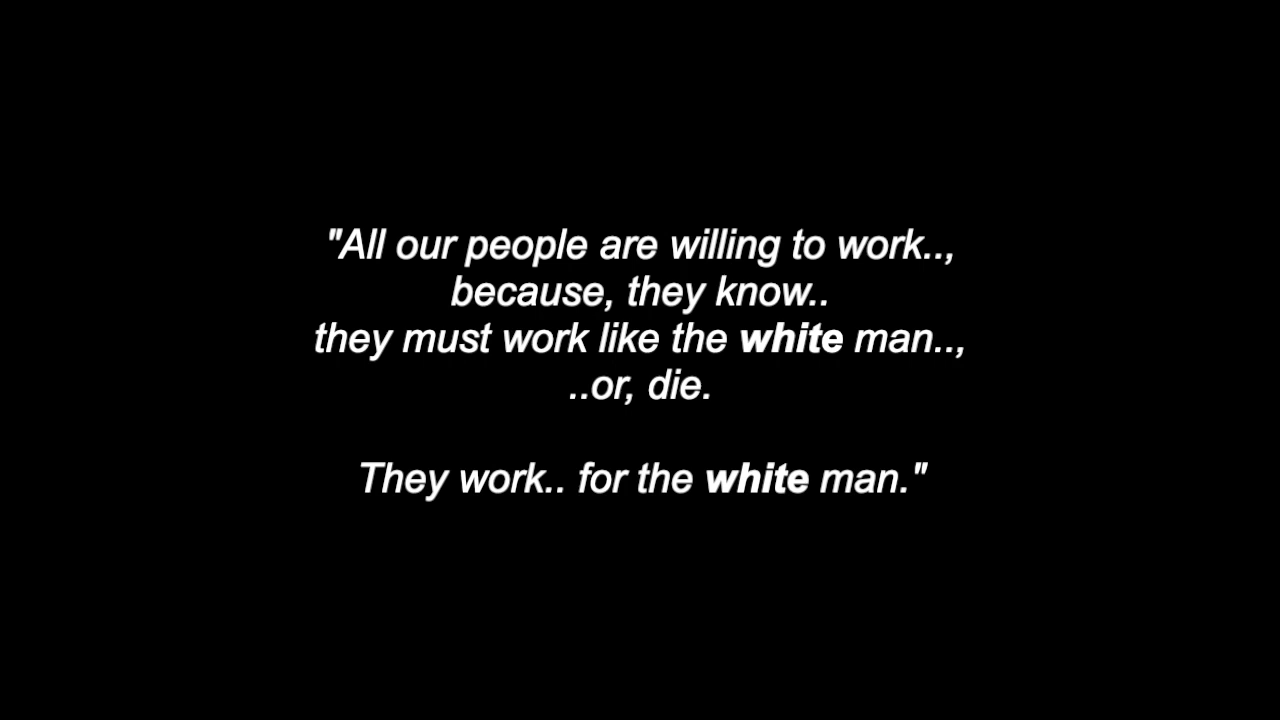 "All our people are willing to work..,
because, they know..
they must work like the white man..,
..or, die.
They work.. for the white man."